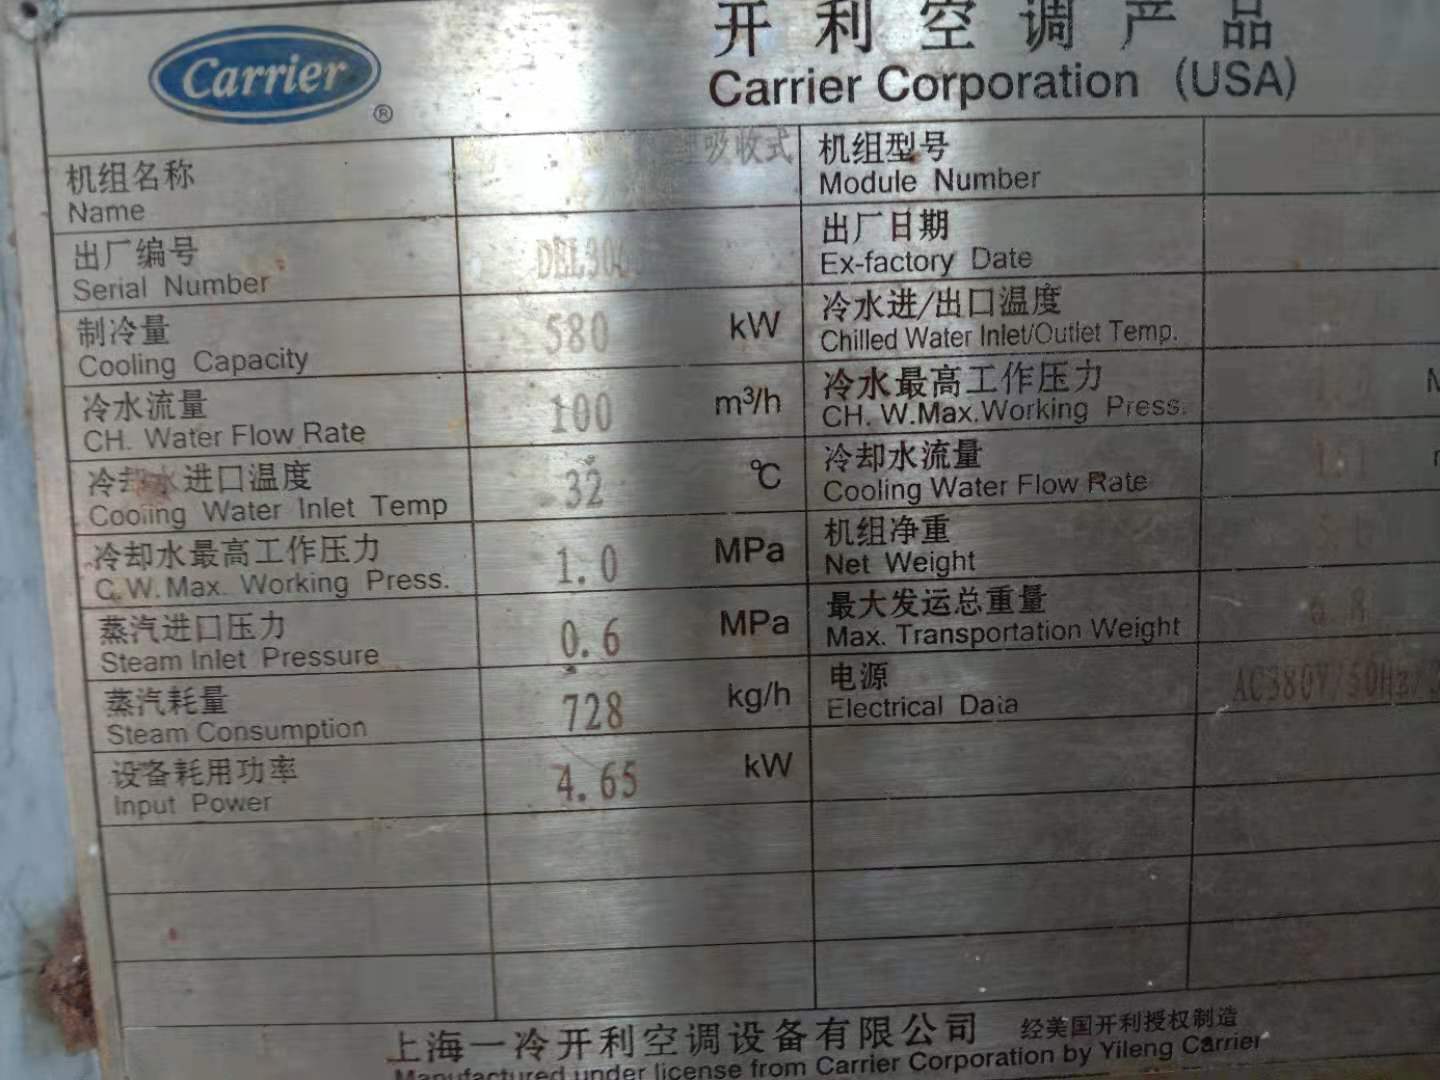 Carrier
®
开利空调产品
Carrier Corporation (USA)
机组名称 吸收式 机组型号
Name Module Number
出厂编号 出厂日期
Serial Number Ex-factory Date
制冷量 580 kW 冷水进/出口温度
Cooling Capacity Chilled Water Inlet/Outlet Temp.
冷水流量 100 m³/h 冷水最高工作压力
CH. Water Flow Rate CH. W.Max.Working Press.
冷却水进口温度 32 ℃ 冷却水流量
Cooling Water Inlet Temp Cooling Water Flow Rate
冷却水最高工作压力 1.0 MPa 机组净重
C.W.Max. Working Press. Net Weight
蒸汽进口压力 0.6 MPa 最大发运总重量 6.8
Steam Inlet Pressure Max. Transportation Weight
蒸汽耗量 728 kg/h 电源 AC380V/50Hz/
Steam Consumption Electrical Data
设备耗用功率 4.65 kW
Input Power
上海一冷开利空调设备有限公司 经美国开利授权制造
Manufactured under license from Carrier Corporation by Yileng Carrier